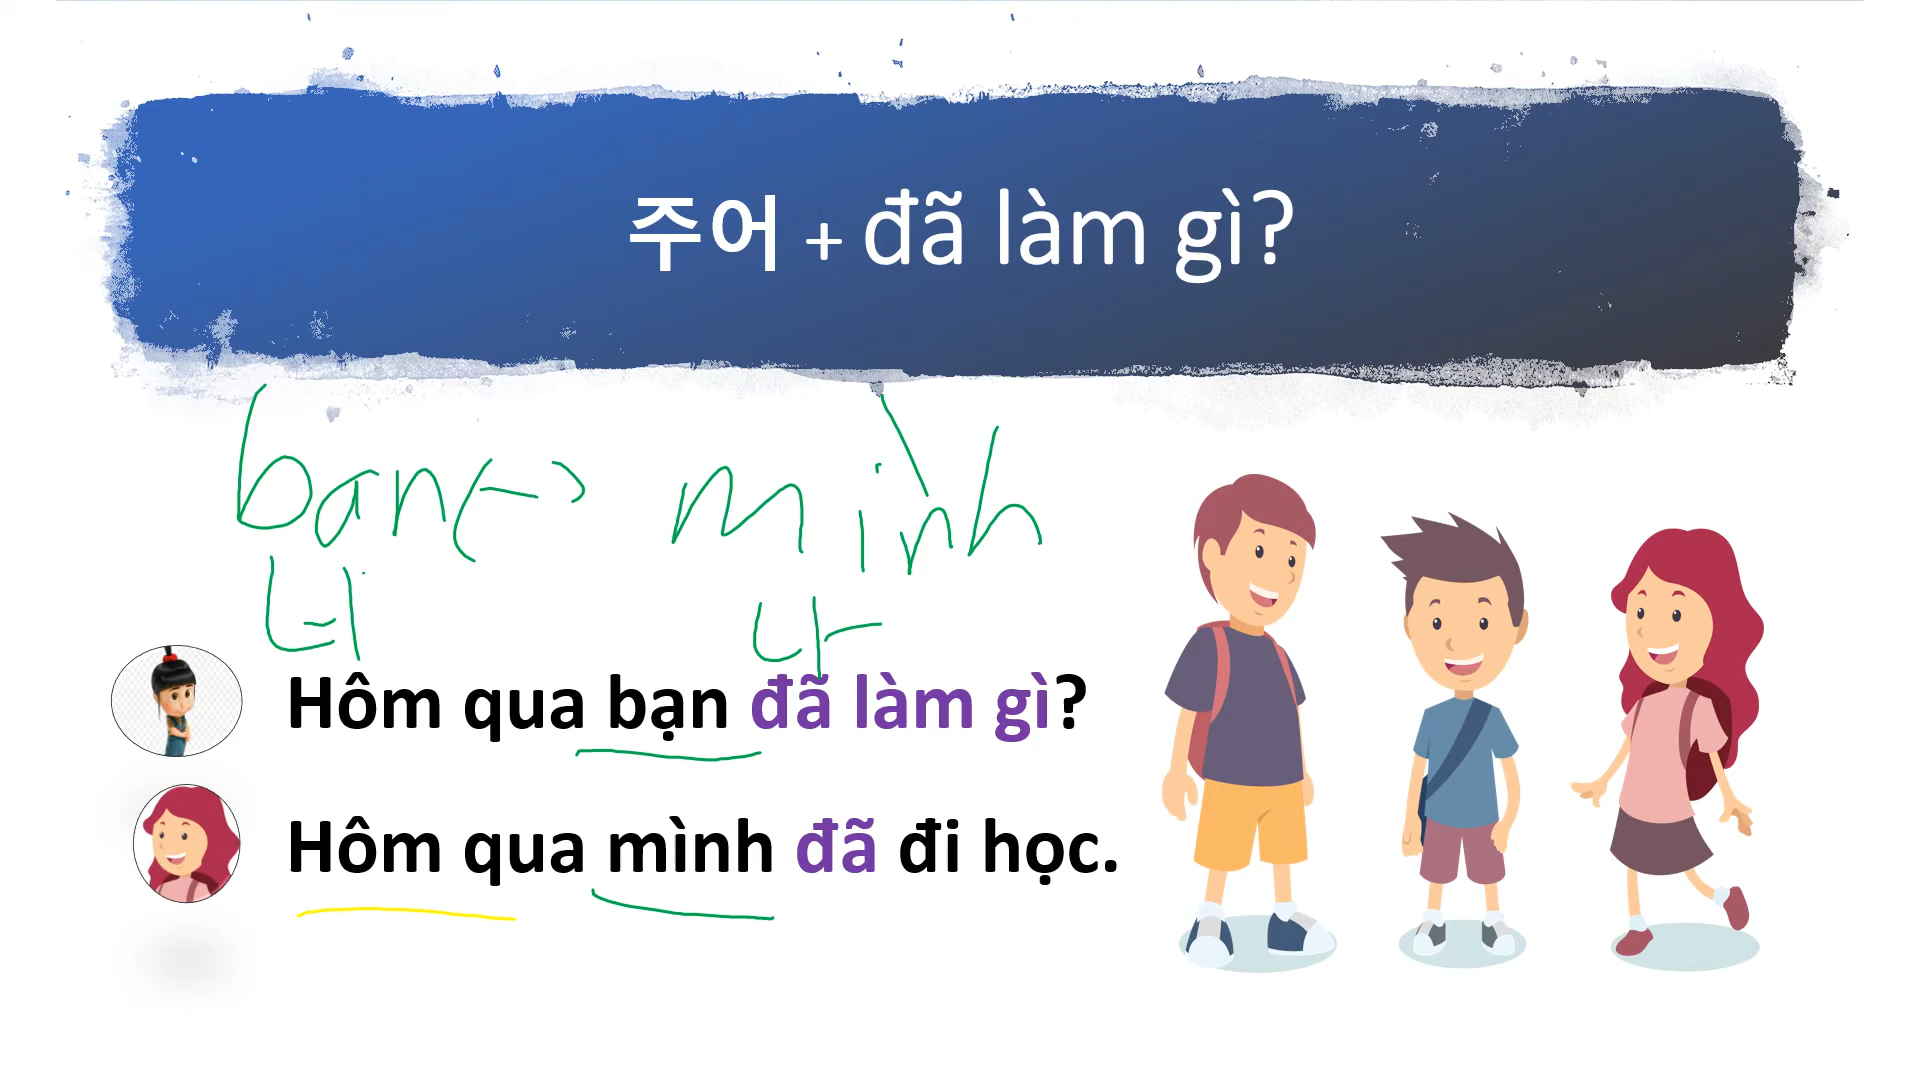 주어 + đã làm gì?
ban <-> mình
너 나
Hôm qua bạn đã làm gì?
Hôm qua mình đã đi học.